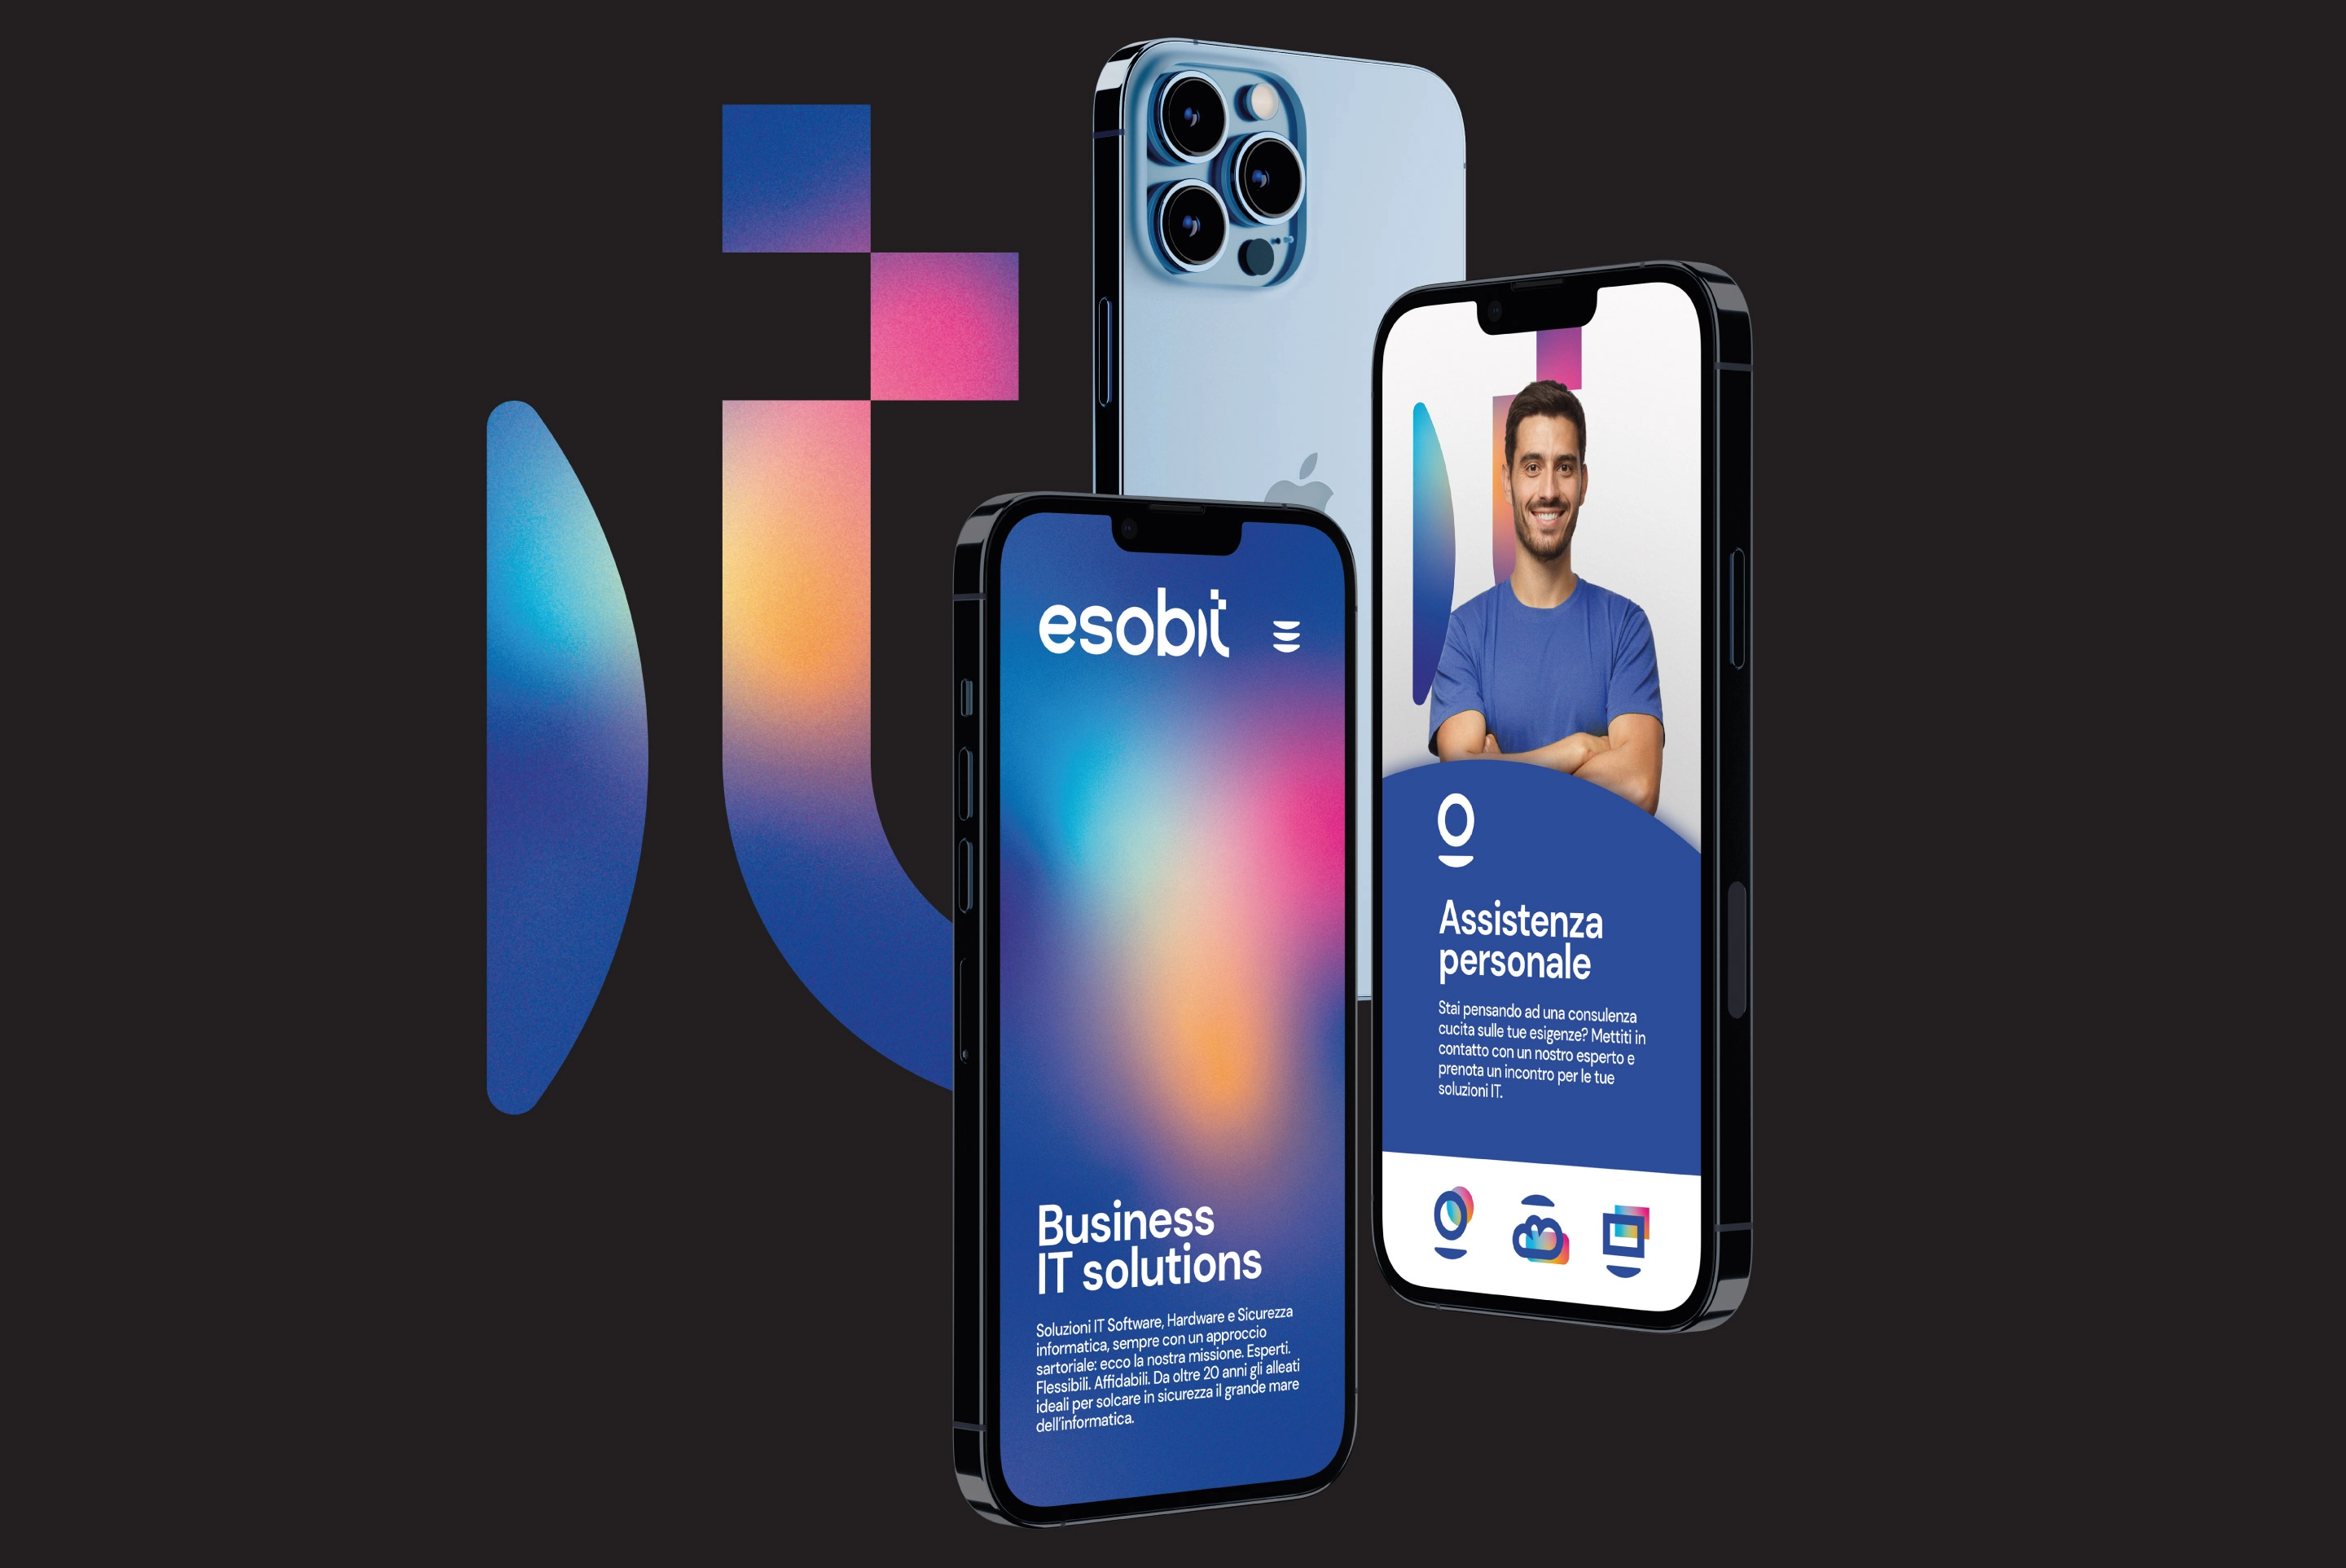 esobit
Business
IT solutions
Soluzioni IT Software, Hardware e Sicurezza
informatica, sempre con un approccio
sartoriale: ecco la nostra missione. Esperti.
Flessibili. Affidabili. Da oltre 20 anni gli alleati
ideali per solcare in sicurezza il grande mare
dell'informatica.
Assistenza
personale
Stai pensando ad una consulenza
cucita sulle tue esigenze? Mettiti in
contatto con un nostro esperto e
prenota un incontro per le tue
soluzioni IT.